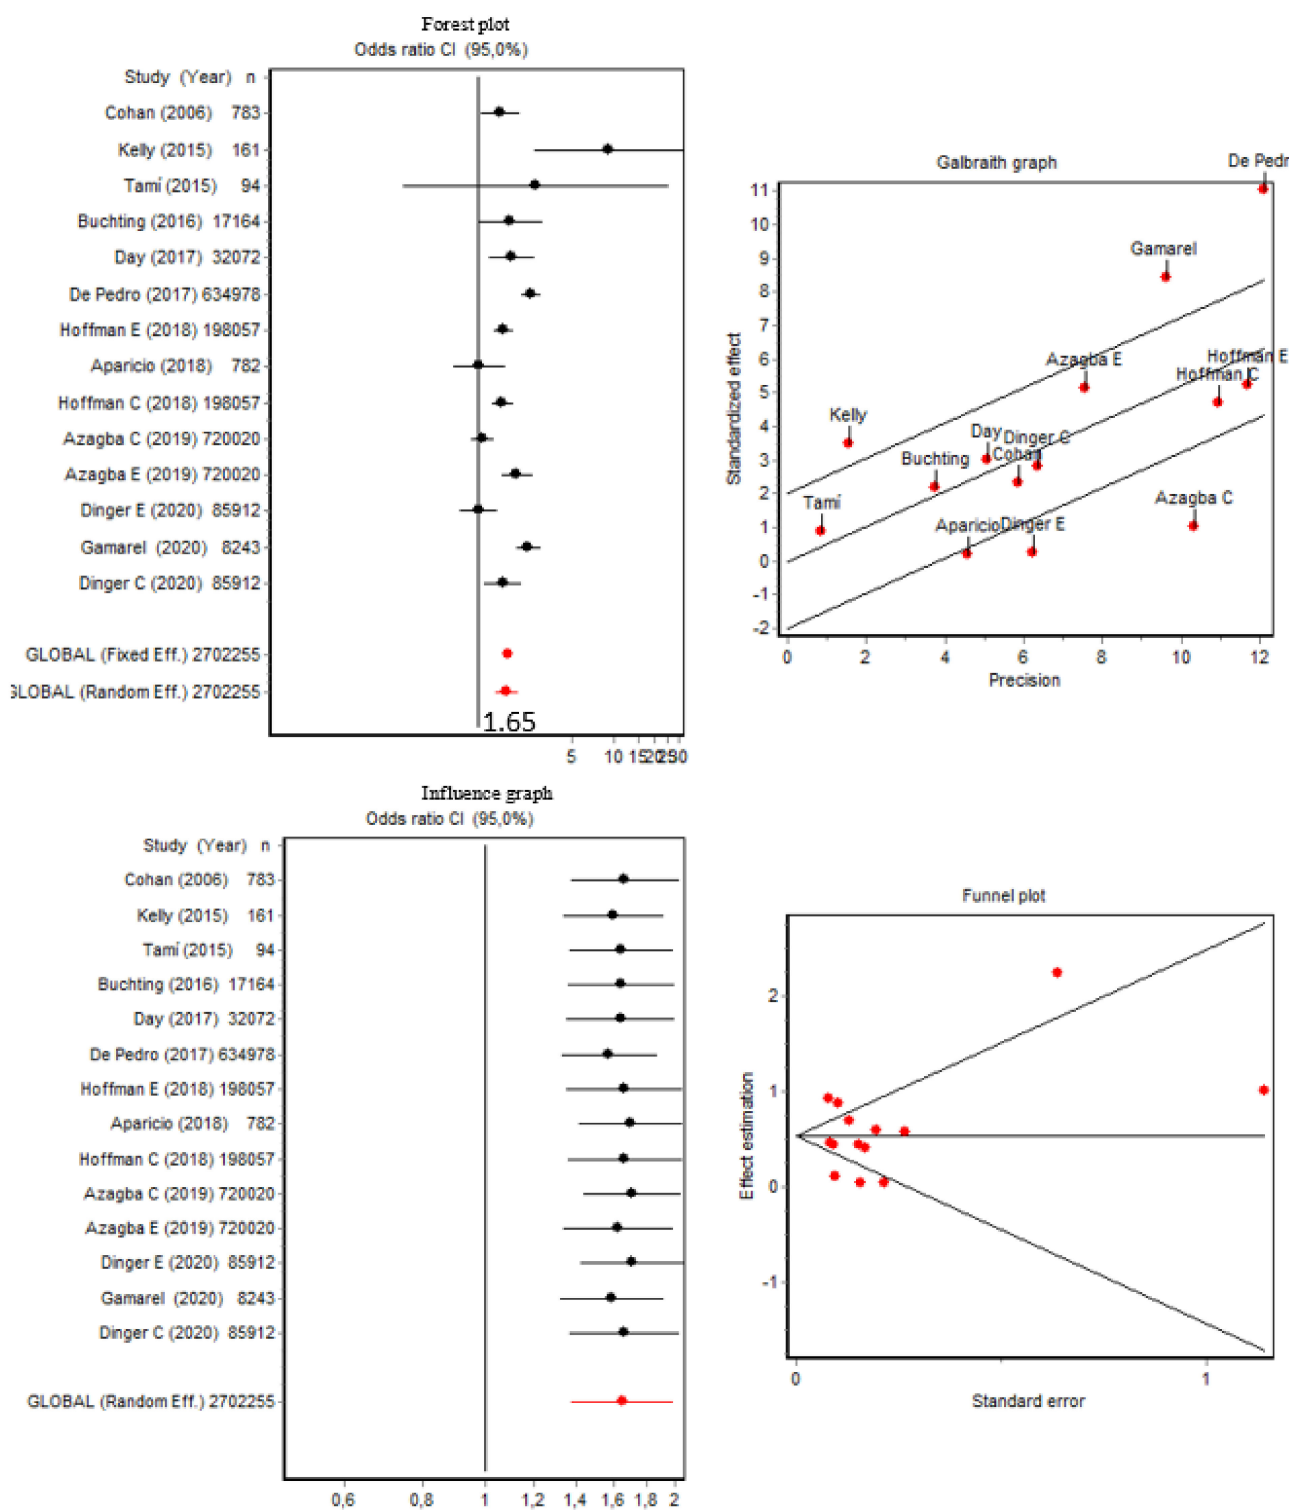 Forest plot
Odds ratio CI (95,0%)
Study (Year) n
Cohan (2006) 783
Kelly (2015) 161
Tamí (2015) 94
Buchting (2016) 17164
Day (2017) 32072
De Pedro (2017) 634978
Hoffman E (2018) 198057
Aparicio (2018) 782
Hoffman C (2018) 198057
Azagba C (2019) 720020
Azagba E (2019) 720020
Dinger E (2020) 85912
Gamarel (2020) 8243
Dinger C (2020) 85912
GLOBAL (Fixed Eff.) 2702255
GLOBAL (Random Eff.) 2702255
1.65
5 10 15 20 25 30
Galbraith graph
De Pedr
Gamarel
Azagba E
Hoffman E
Hoffman C
Kelly
Day
Dinger C
Cohan
Buchting
Tamí
Azagba C
Aparicio
Dinger E
11
10
9
8
7
6
5
4
3
2
1
0
-1
-2
Standardized effect
0 2 4 6 8 10 12
Precision
Influence graph
Odds ratio CI (95,0%)
Study (Year) n
Cohan (2006) 783
Kelly (2015) 161
Tamí (2015) 94
Buchting (2016) 17164
Day (2017) 32072
De Pedro (2017) 634978
Hoffman E (2018) 198057
Aparicio (2018) 782
Hoffman C (2018) 198057
Azagba C (2019) 720020
Azagba E (2019) 720020
Dinger E (2020) 85912
Gamarel (2020) 8243
Dinger C (2020) 85912
GLOBAL (Random Eff.) 2702255
0,6 0,8 1 1,2 1,4 1,6 1,8 2
Funnel plot
2
1
0
-1
Effect estimation
0 1
Standard error